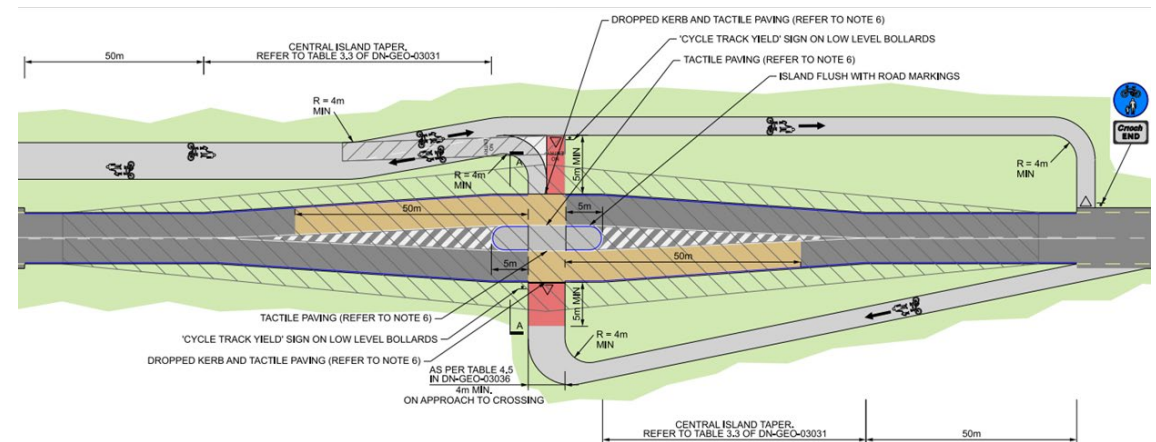 DROPPED KERB AND TACTILE PAVING (REFER TO NOTE 6)
'CYCLE TRACK YIELD' SIGN ON LOW LEVEL BOLLARDS
TACTILE PAVING (REFER TO NOTE 6)
ISLAND FLUSH WITH ROAD MARKINGS
50m
CENTRAL ISLAND TAPER.
REFER TO TABLE 3.3 OF DN-GEO-03031
R = 4m
MIN
R = 4m
MIN
A
5m MIN
R = 4m
MIN
Críoch
END
50m
5m
5m
50m
5m MIN
A
TACTILE PAVING (REFER TO NOTE 6)
'CYCLE TRACK YIELD' SIGN ON LOW LEVEL BOLLARDS
DROPPED KERB AND TACTILE PAVING (REFER TO NOTE 6)
R = 4m
MIN
AS PER TABLE 4.5
IN DN-GEO-03036
4m MIN.
ON APPROACH TO CROSSING
CENTRAL ISLAND TAPER.
REFER TO TABLE 3.3 OF DN-GEO-03031
50m